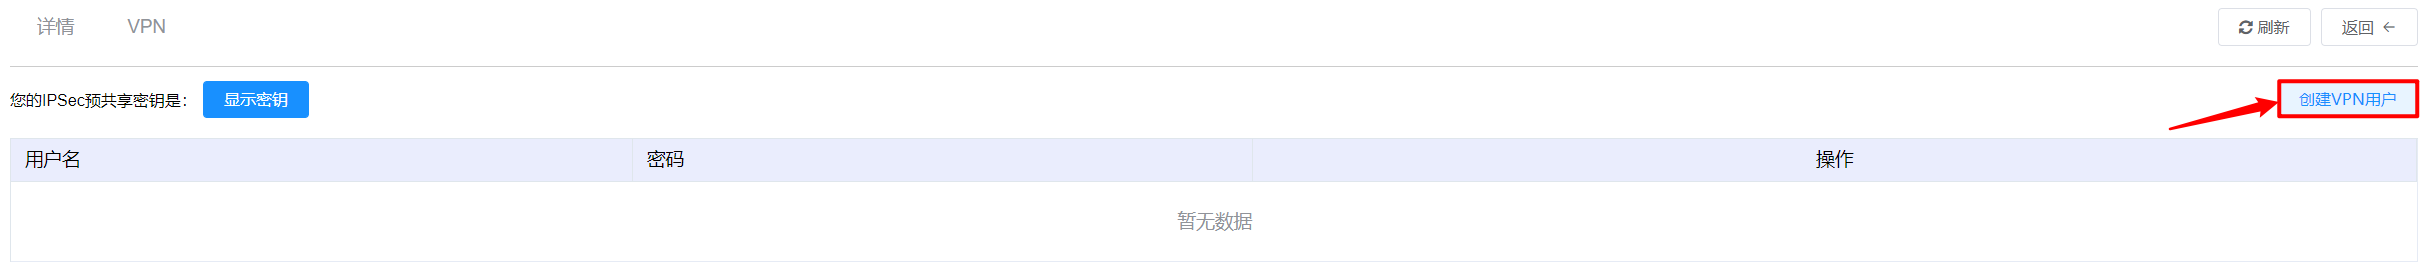 详情 VPN 刷新 返回
您的IPSec预共享密钥是： 显示密钥 创建VPN用户
用户名 密码 操作
暂无数据